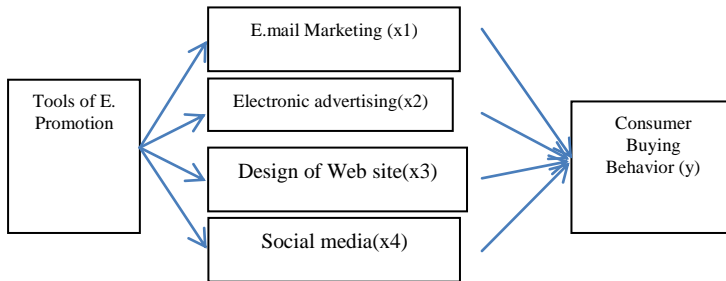 Tools of E.
Promotion
E.mail Marketing (x1)
Electronic advertising(x2)
Design of Web site(x3)
Social media(x4)
Consumer
Buying
Behavior (y)